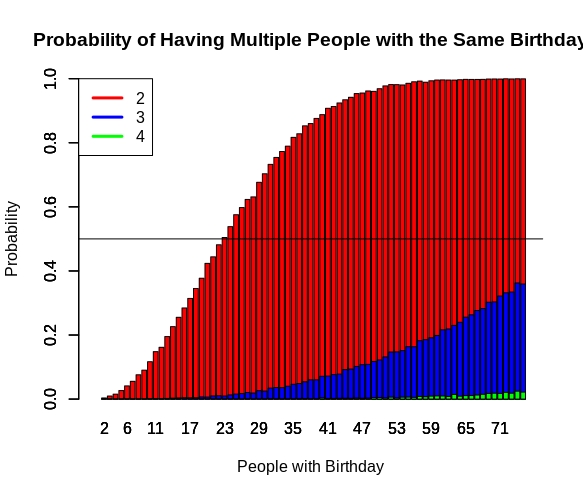 Probability of Having Multiple People with the Same Birthday
2
3
4
Probability
0.0 0.2 0.4 0.6 0.8 1.0
2 6 11 17 23 29 35 41 47 53 59 65 71
People with Birthday